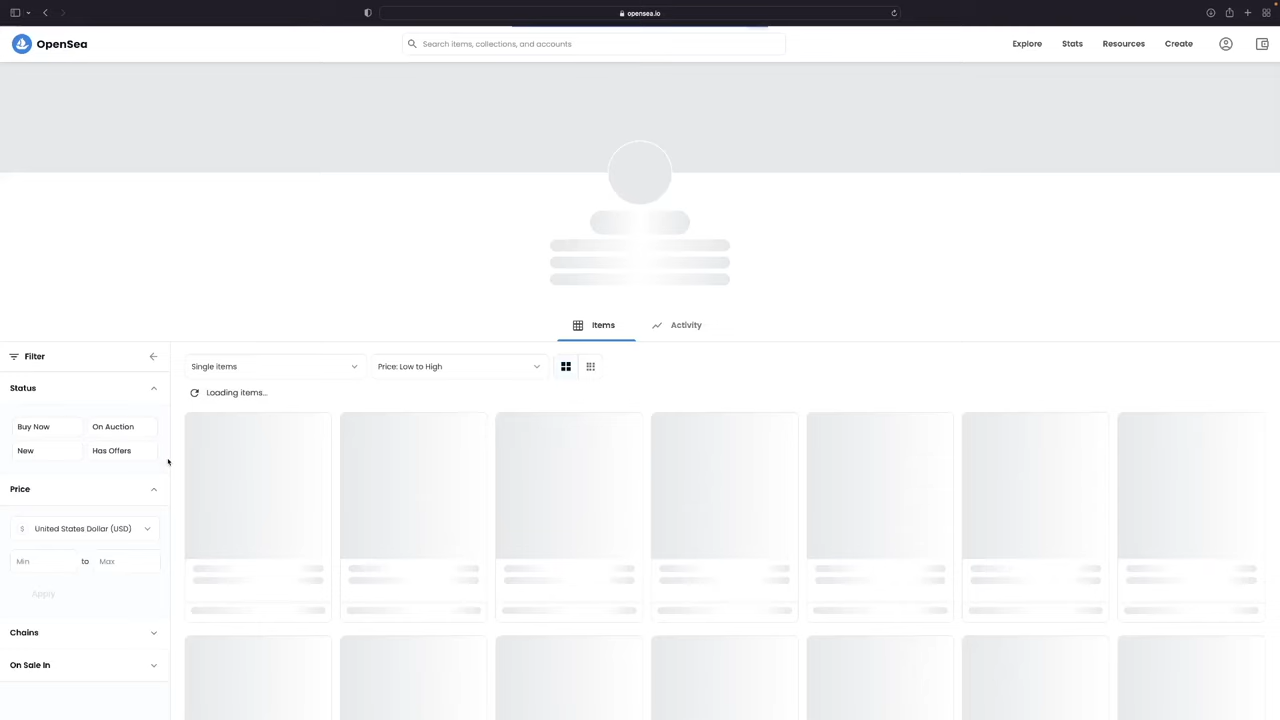 opensea.io
OpenSea
Search items, collections, and accounts
Explore
Stats
Resources
Create
Items
Activity
Filter
Single items
Price: Low to High
Status
Loading items...
Buy Now
On Auction
New
Has Offers
Price
$ United States Dollar (USD)
Min
to
Max
Apply
Chains
On Sale In